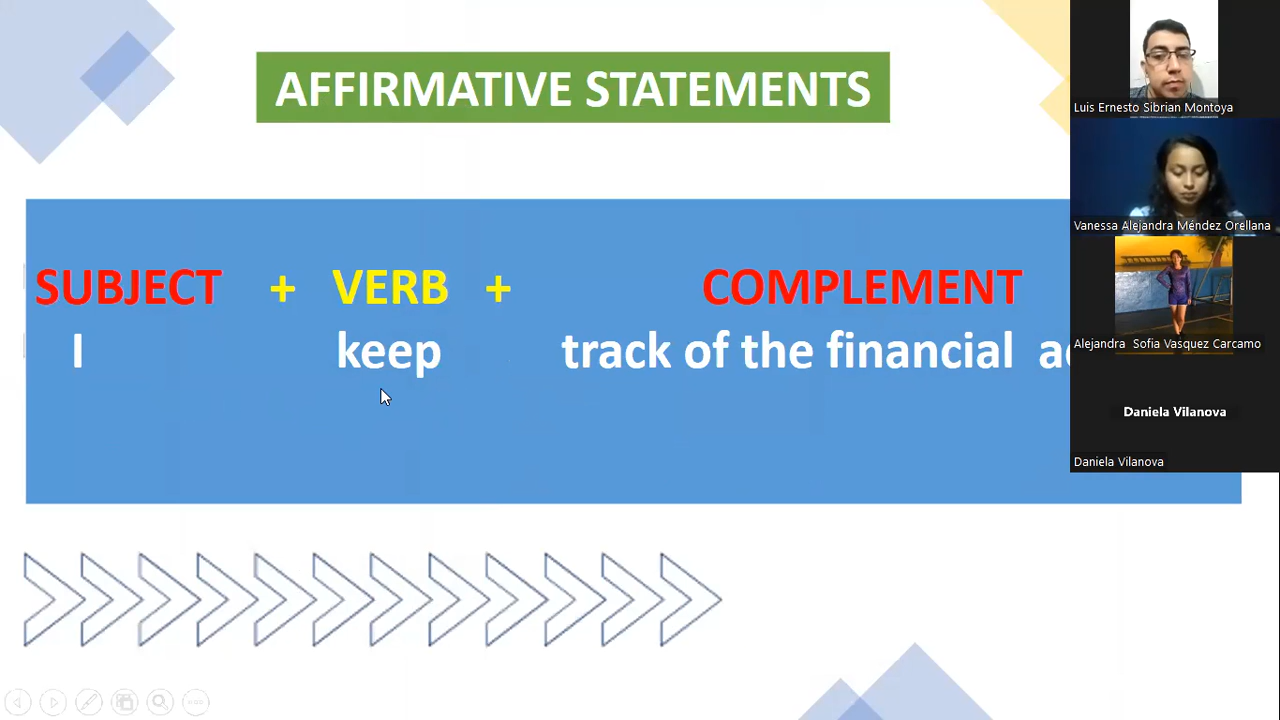 AFFIRMATIVE STATEMENTS
SUBJECT + VERB + COMPLEMENT
I keep track of the financial
Luis Ernesto Sibrian Montoya
Vanessa Alejandra Méndez Orellana
Alejandra Sofia Vasquez Carcamo
Daniela Vilanova
Daniela Vilanova